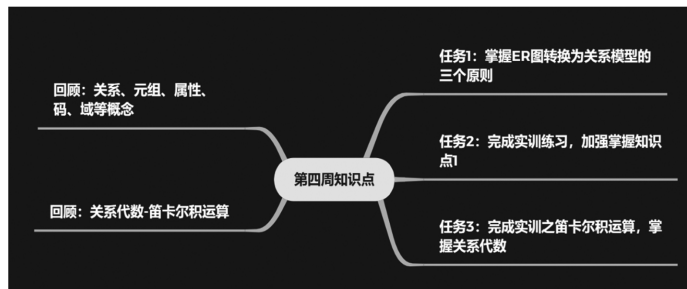 回顾：关系、元组、属性、
码、域等概念
回顾：关系代数-笛卡尔积运算
第四周知识点
任务1：掌握ER图转换为关系模型的
三个原则
任务2：完成实训练习，加强掌握知识
点1
任务3：完成实训之笛卡尔积运算，掌
握关系代数